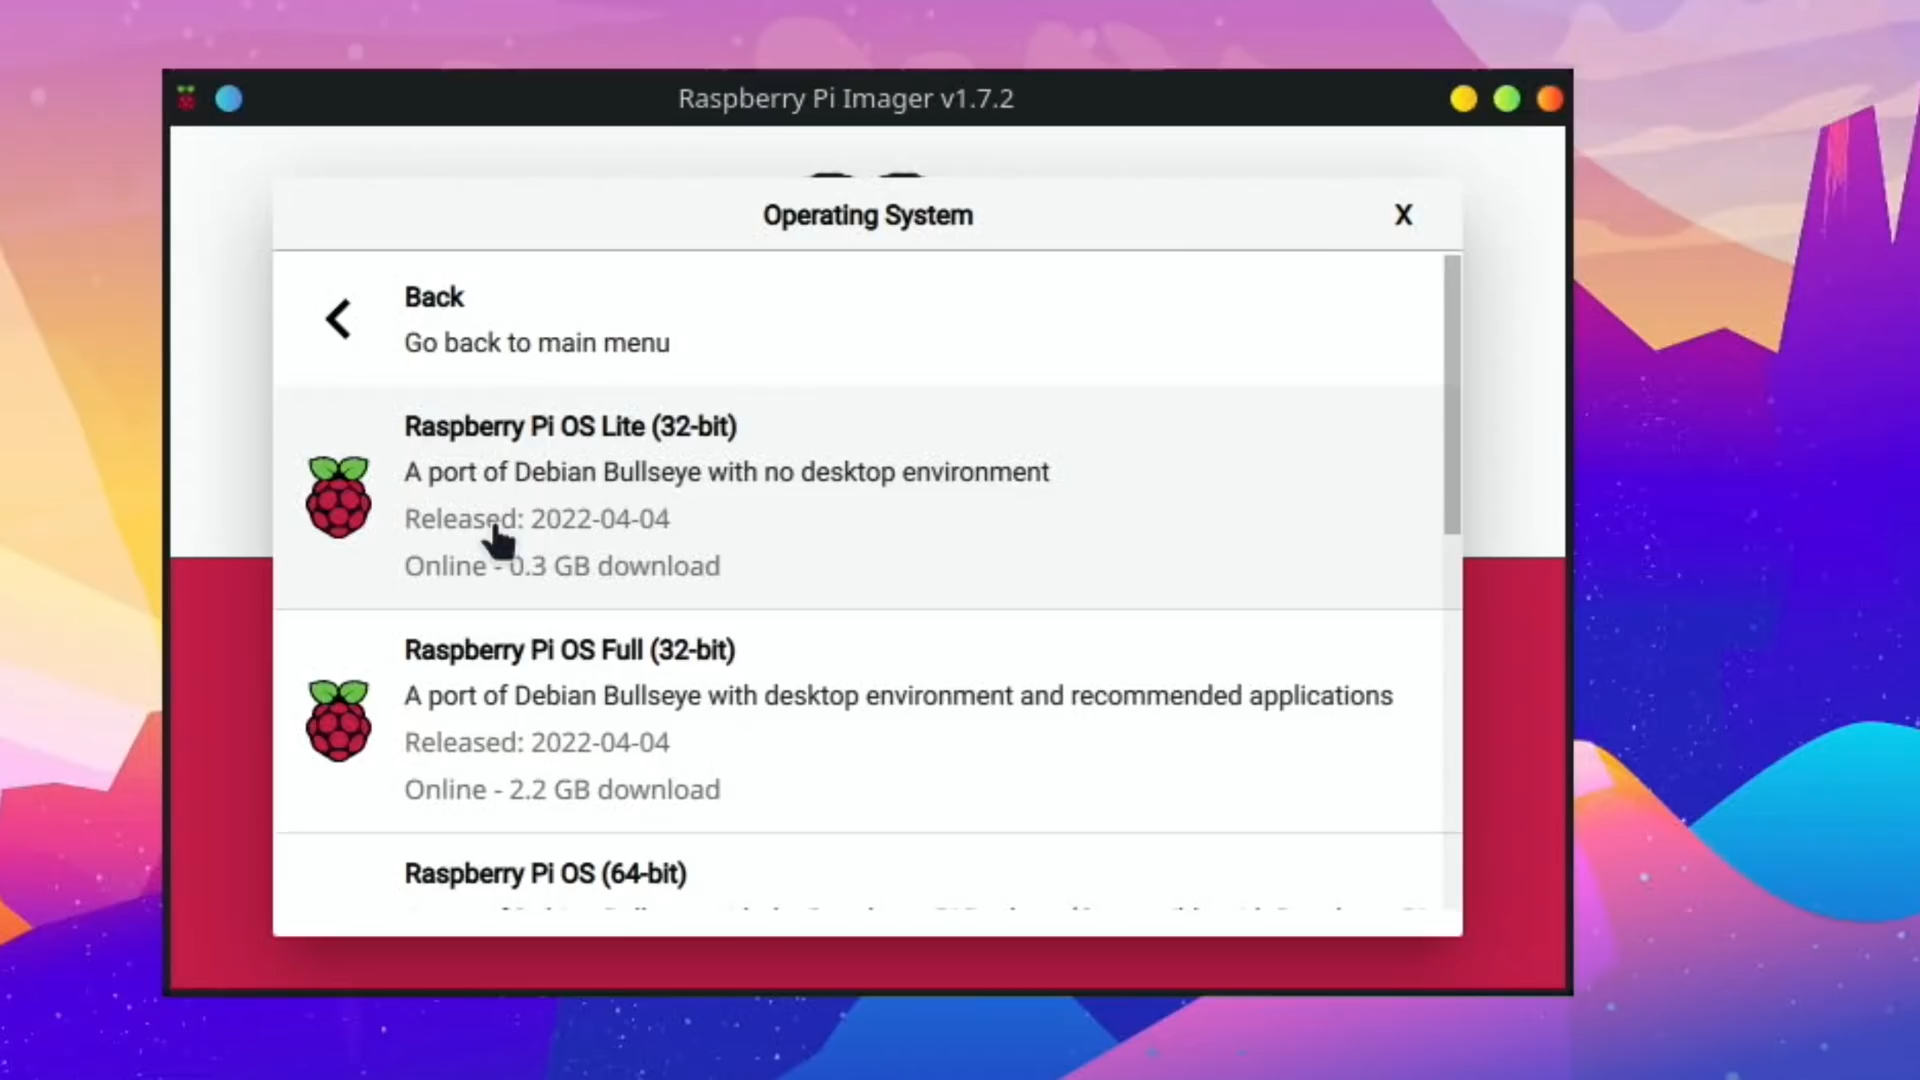 Raspberry Pi Imager v1.7.2
Operating System
X
Back
Go back to main menu
Raspberry Pi OS Lite (32-bit)
A port of Debian Bullseye with no desktop environment
Released: 2022-04-04
Online - 0.3 GB download
Raspberry Pi OS Full (32-bit)
A port of Debian Bullseye with desktop environment and recommended applications
Released: 2022-04-04
Online - 2.2 GB download
Raspberry Pi OS (64-bit)